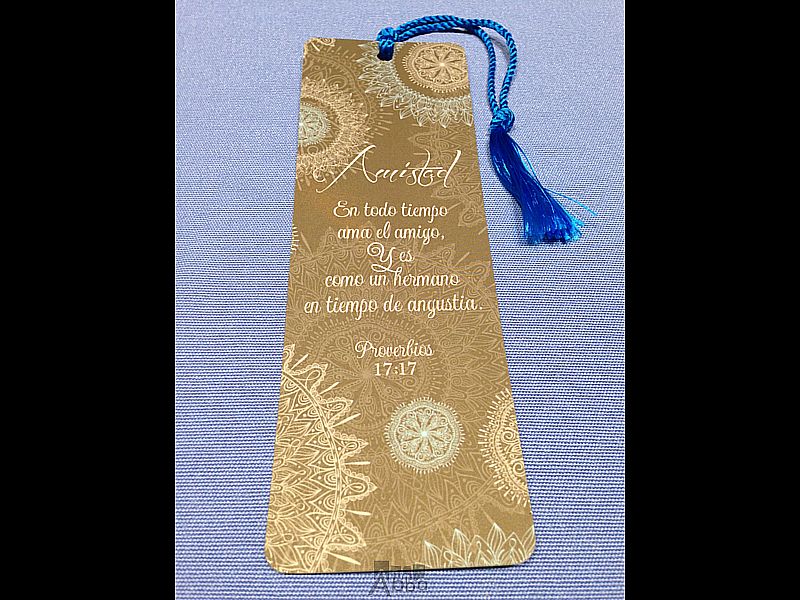 Amistad
En todo tiempo
ama el amigo,
Y es
como un hermano
en tiempo de angustia.
Proverbios
17:17